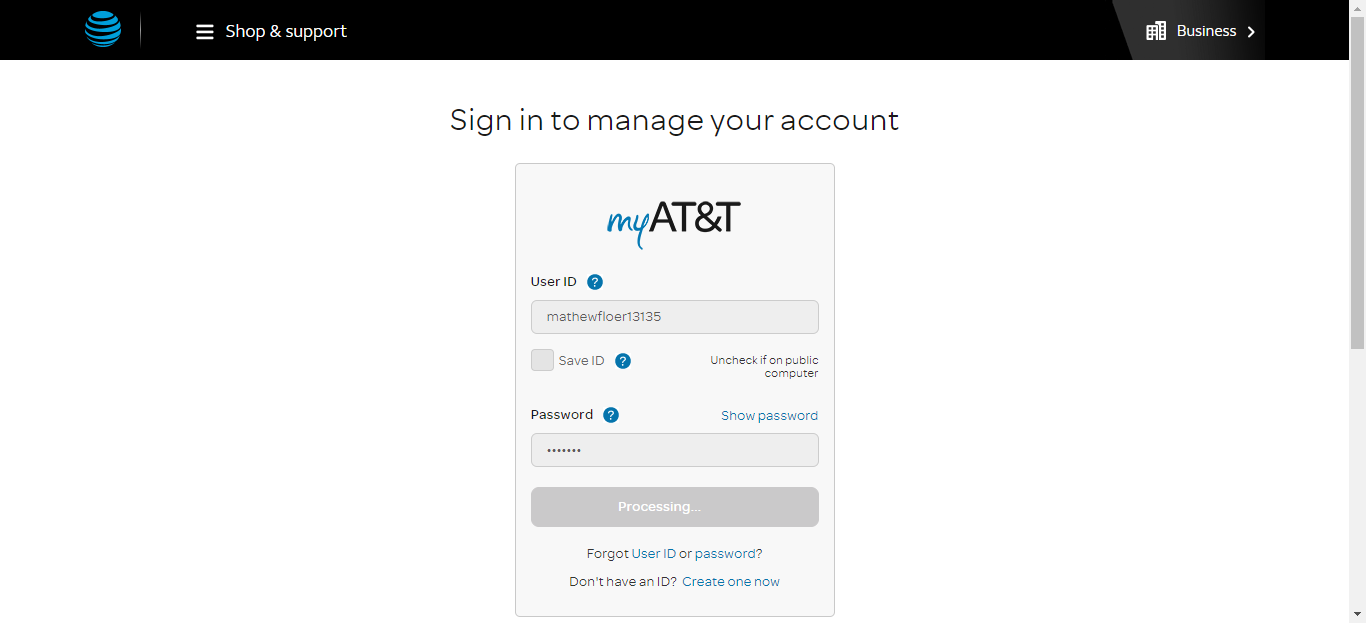 Shop & support
Business
Sign in to manage your account
myAT&T
User ID ?
mathewfloer13135
Save ID ?
Uncheck if on public
computer
Password ?
Show password
•••••••
Processing...
Forgot User ID or password?
Don't have an ID? Create one now